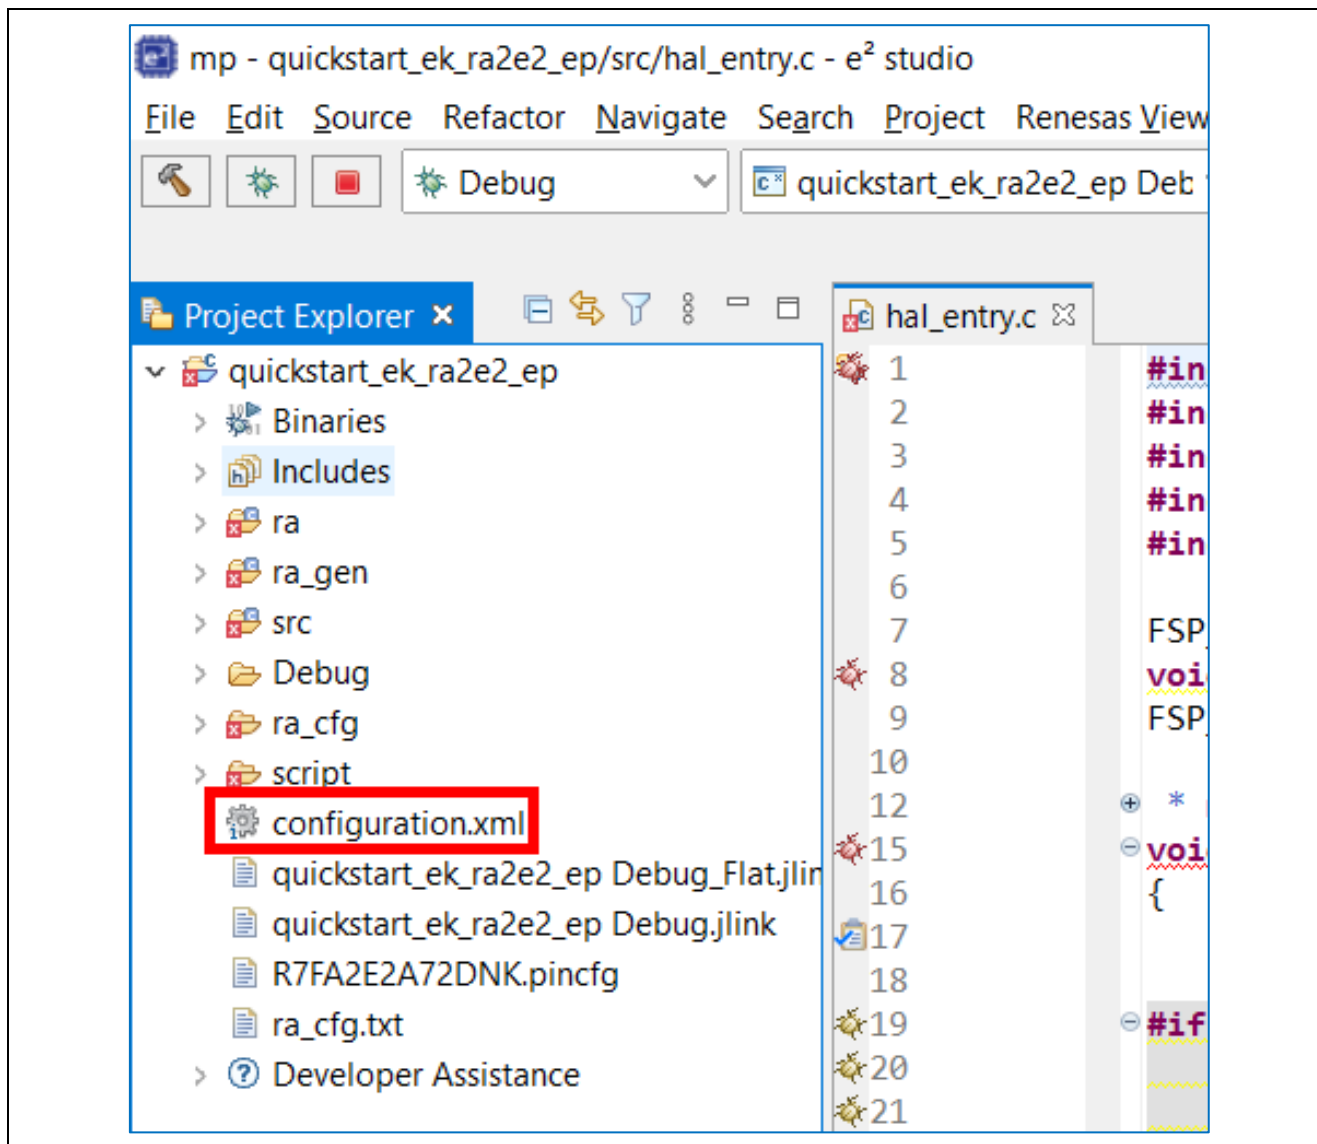 mp - quickstart_ek_ra2e2_ep/src/hal_entry.c - e² studio
File Edit Source Refactor Navigate Search Project Renesas View
Debug quickstart_ek_ra2e2_ep Deb
Project Explorer
quickstart_ek_ra2e2_ep
Binaries
Includes
ra
ra_gen
src
Debug
ra_cfg
script
configuration.xml
quickstart_ek_ra2e2_ep Debug_Flat.jlin
quickstart_ek_ra2e2_ep Debug.jlink
R7FA2E2A72DNK.pincfg
ra_cfg.txt
Developer Assistance
hal_entry.c
1 #in
2 #in
3 #in
4 #in
5 #in
6
7 FSP_
8 voi
9 FSP_
10
12 *
15 voi
16 {
17
18
19 #if
20
21